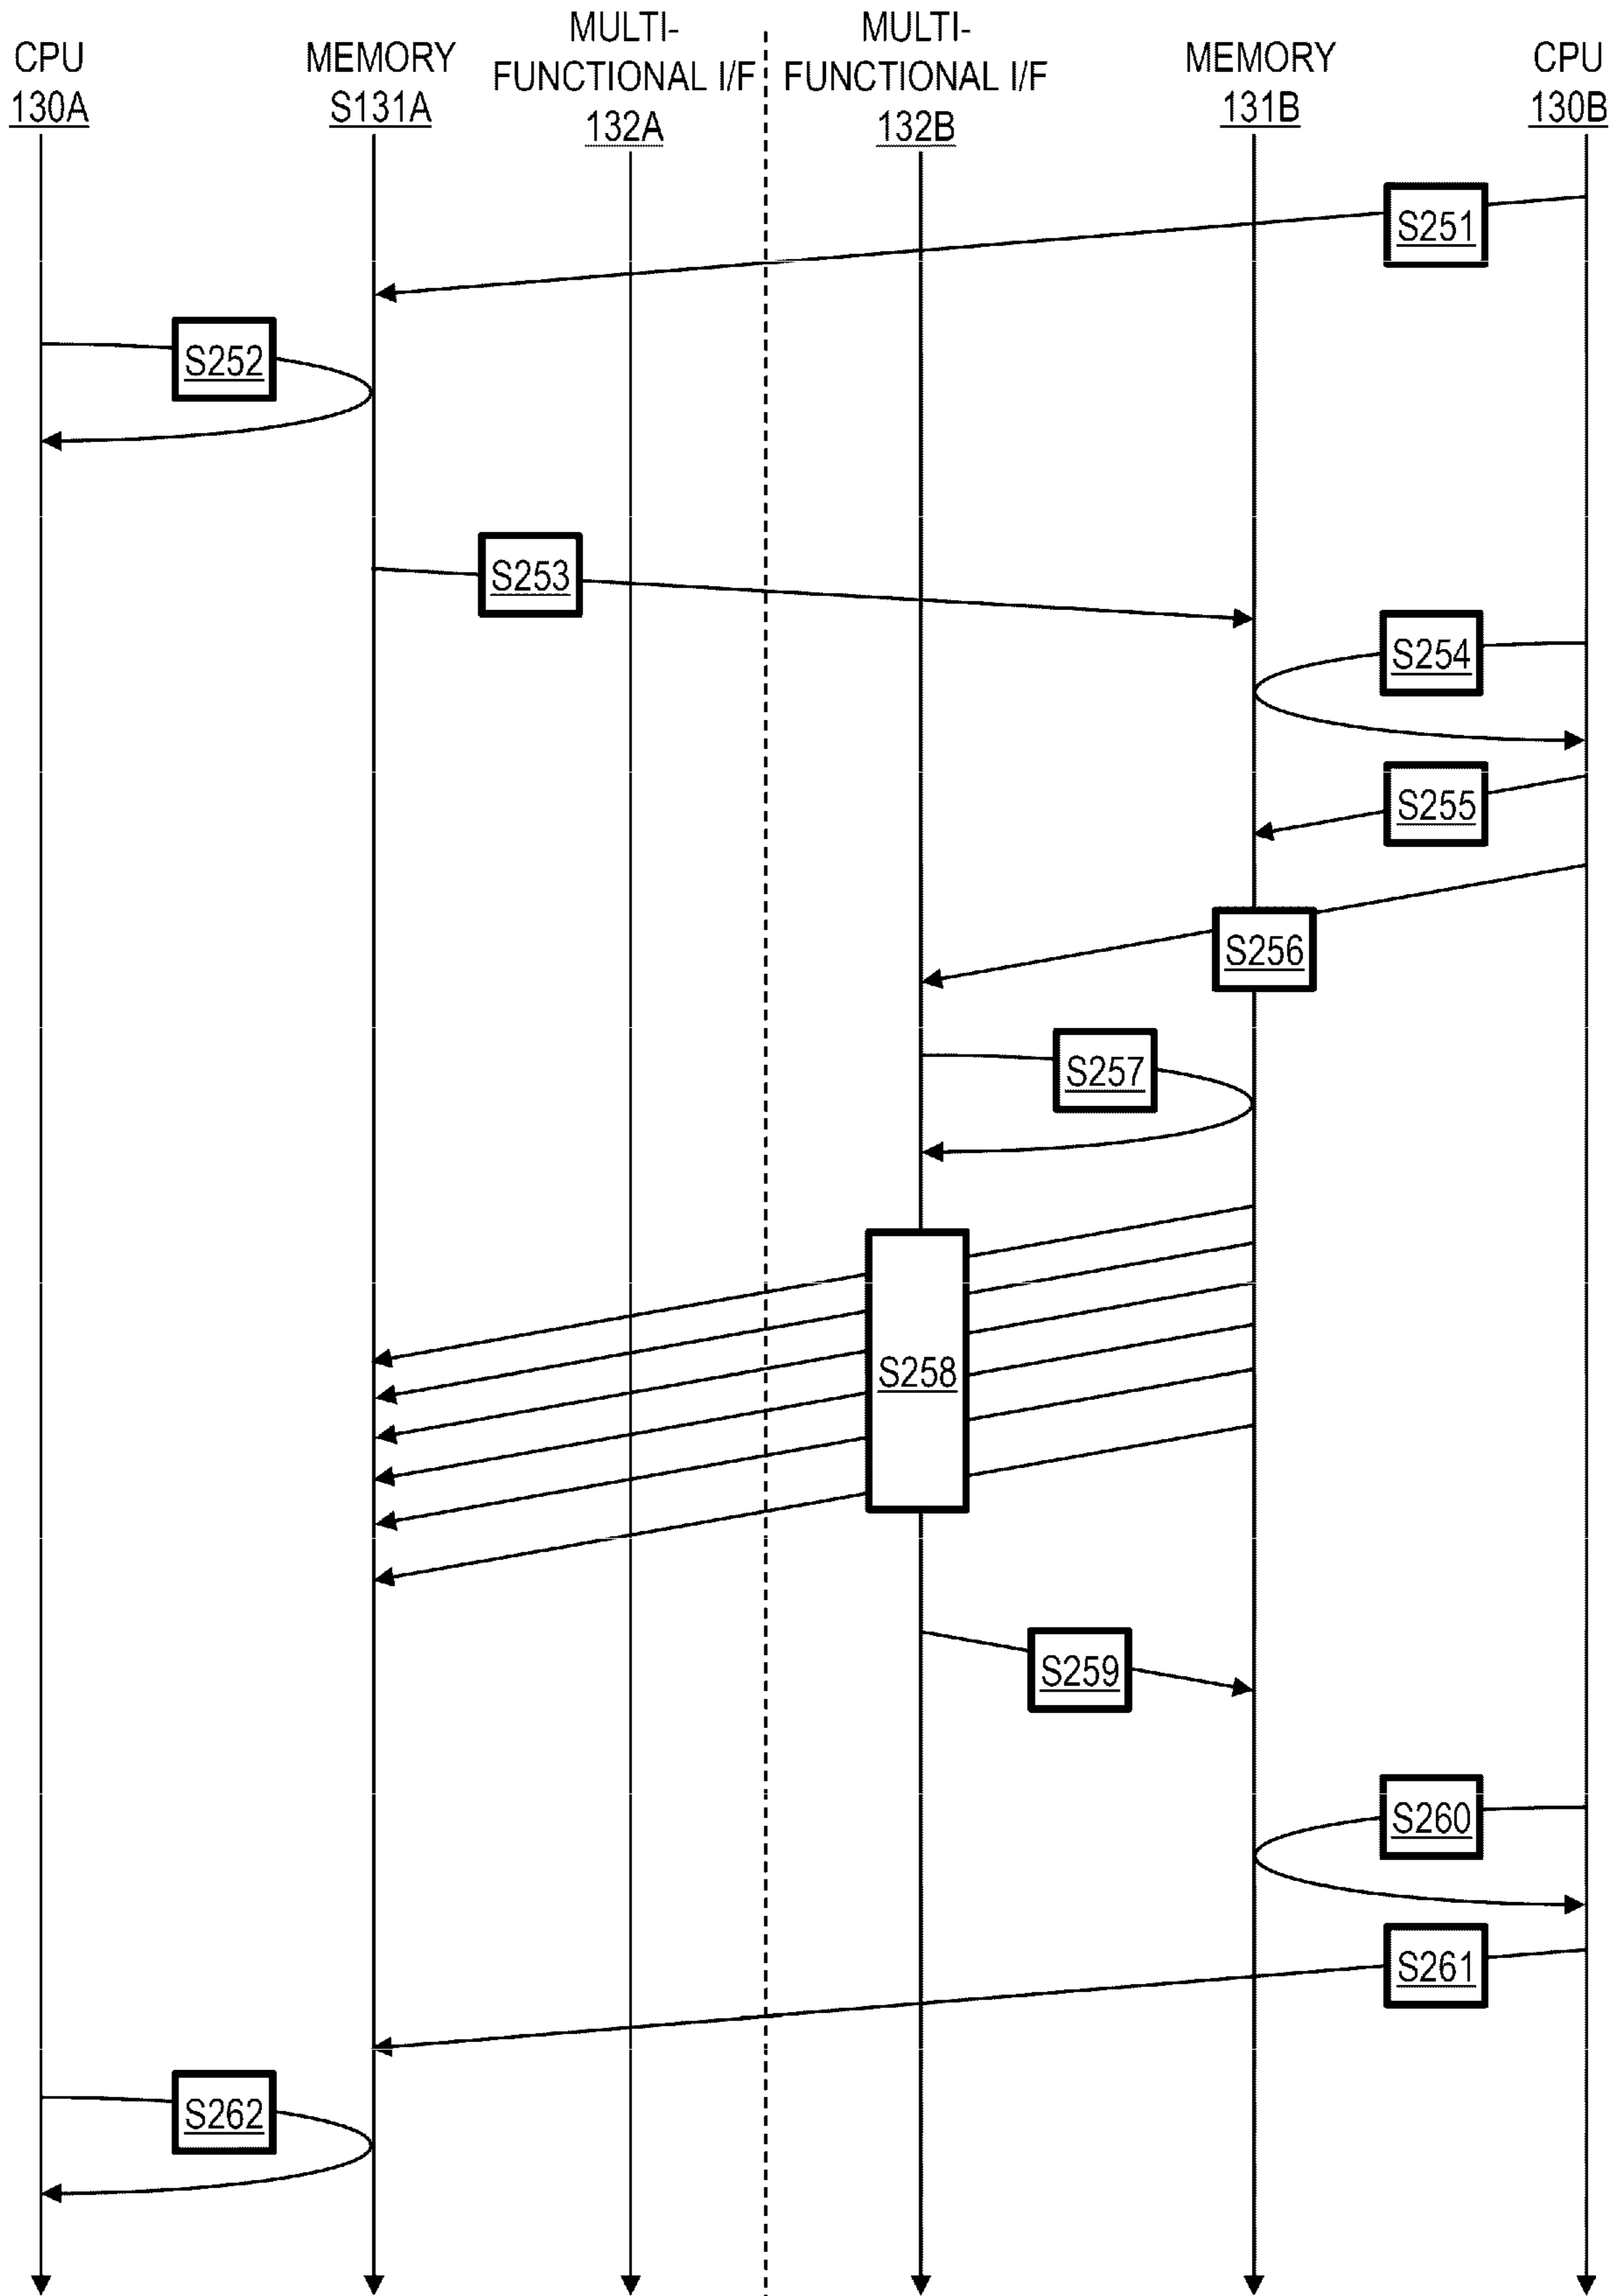 CPU
130A
MEMORY
S131A
MULTI-
FUNCTIONAL I/F
132A
MULTI-
FUNCTIONAL I/F
132B
MEMORY
131B
CPU
130B
S251
S252
S253
S254
S255
S256
S257
S258
S259
S260
S261
S262